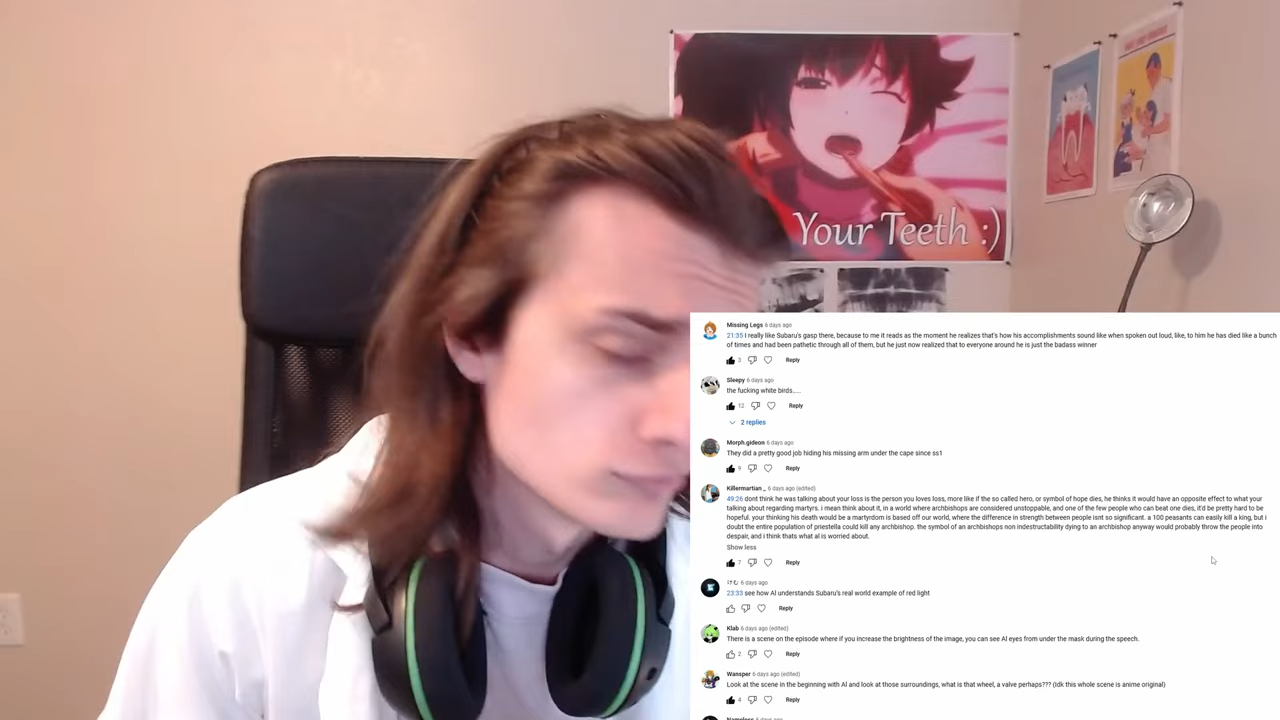 Your Teeth :)
Missing Legs 6 days ago
21:35 I really like Subaru's gasp there, because to me it reads as the moment he realizes that's how his accomplishments sound like when spoken out loud, like, to him he has died like a bunch
of times and had been pathetic through all of them, but he just now realized that to everyone around he is just the badass winner
3 Reply
Sleepy 6 days ago
the fucking white birds.....
12 Reply
2 replies
Morph.gideon 6 days ago
They did a pretty good job hiding his missing arm under the cape since ss1
9 Reply
Killermartian _ 6 days ago (edited)
49:26 dont think he was talking about your loss is the person you loves loss, more like if the so called hero, or symbol of hope dies, he thinks it would have an opposite effect to what your
talking about regarding martyrs. i mean think about it, in a world where archbishops are considered unstoppable, and one of the few people who can beat one dies, it'd be pretty hard to be
hopeful. your thinking his death would be a martyrdom is based off our world, where the difference in strength between people isnt so significant. a 100 peasants can easily kill a king, but i
doubt the entire population of priestella could kill any archbishop. the symbol of an archbishops non indestructability dying to an archbishop anyway would probably throw the people into
despair, and i think thats what al is worried about.
Show less
7 Reply
6 days ago
23:33 see how Al understands Subaru's real world example of red light
Reply
Klab 6 days ago (edited)
There is a scene on the episode where if you increase the brightness of the image, you can see Al eyes from under the mask during the speech.
2 Reply
Wansper 6 days ago (edited)
Look at the scene in the beginning with Al and look at those surroundings, what is that wheel, a valve perhaps??? (Idk this whole scene is anime original)
4 Reply
Nameless 6 days ago